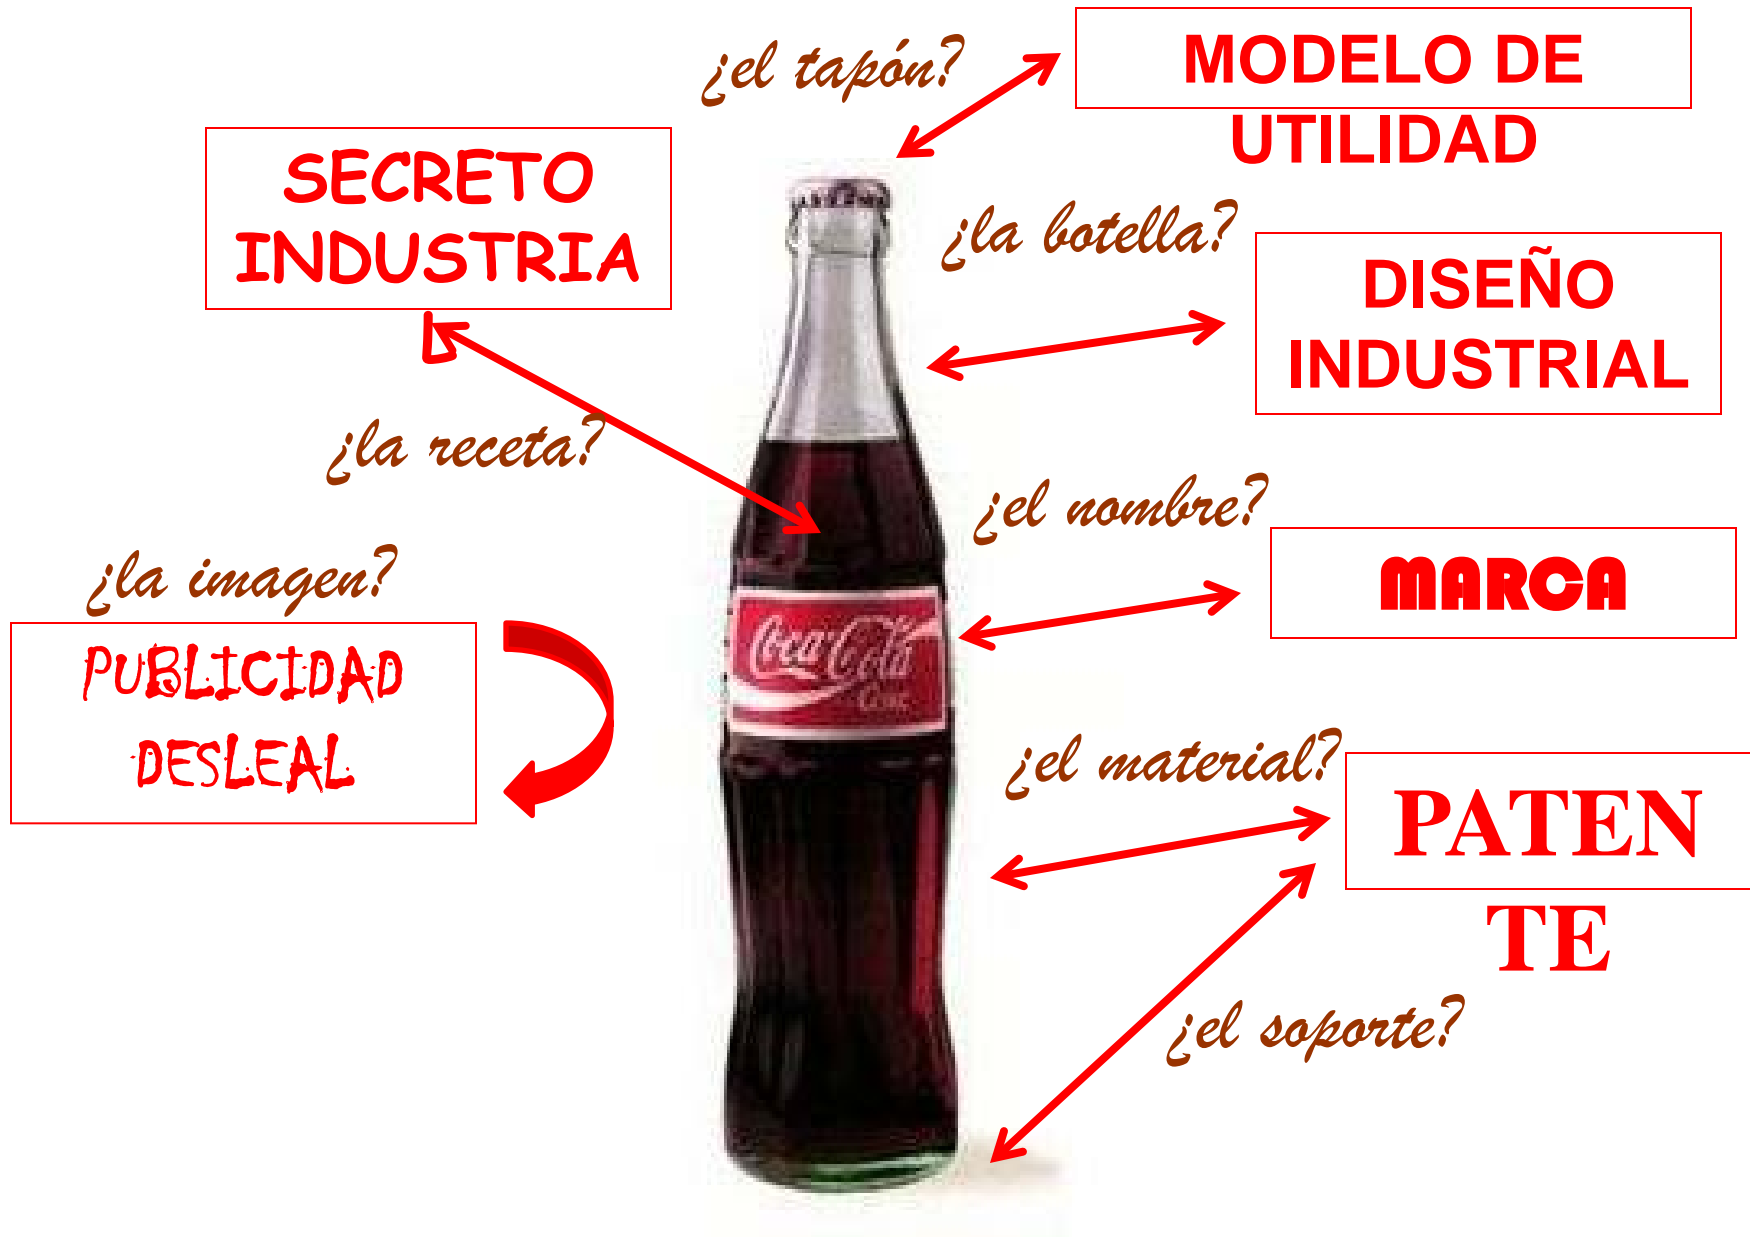 ¿el tapón?
MODELO DE
UTILIDAD
SECRETO
INDUSTRIA
L
¿la botella?
DISEÑO
INDUSTRIAL
¿la receta?
¿el nombre?
MARCA
¿la imagen?
PUBLICIDAD
DESLEAL
Coca-Cola
Coke
¿el material?
PATEN
TE
¿el soporte?